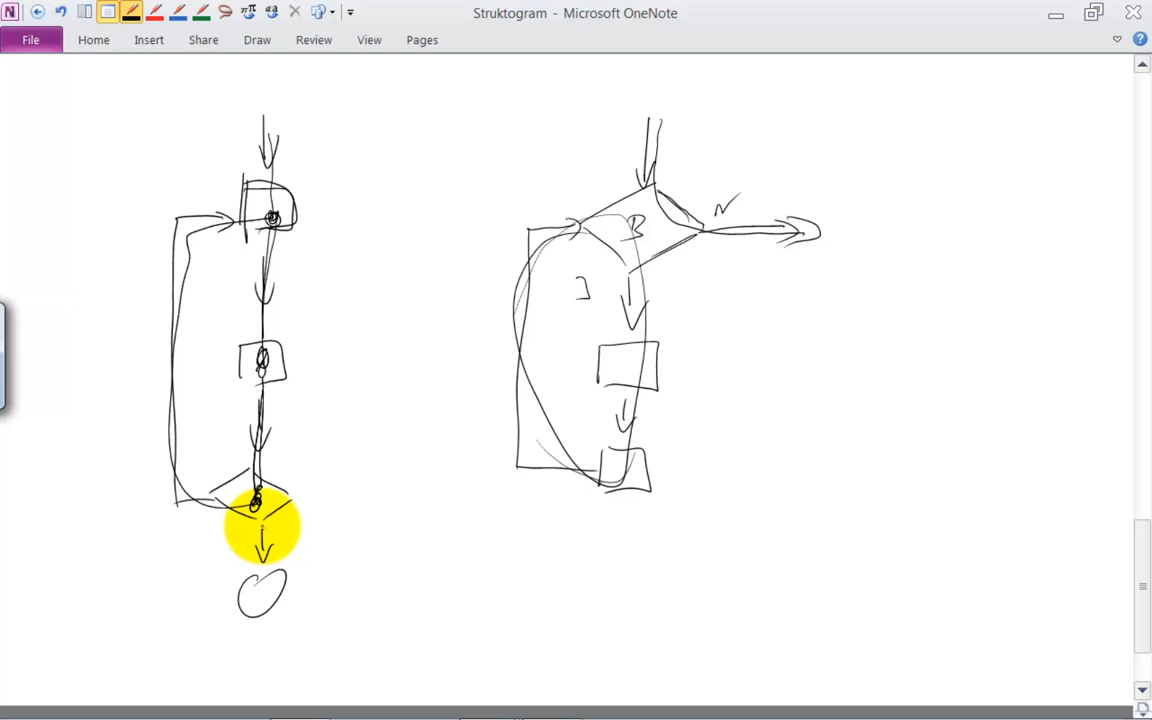 Struktogram - Microsoft OneNote
File Home Insert Share Draw Review View Pages
N
B
J